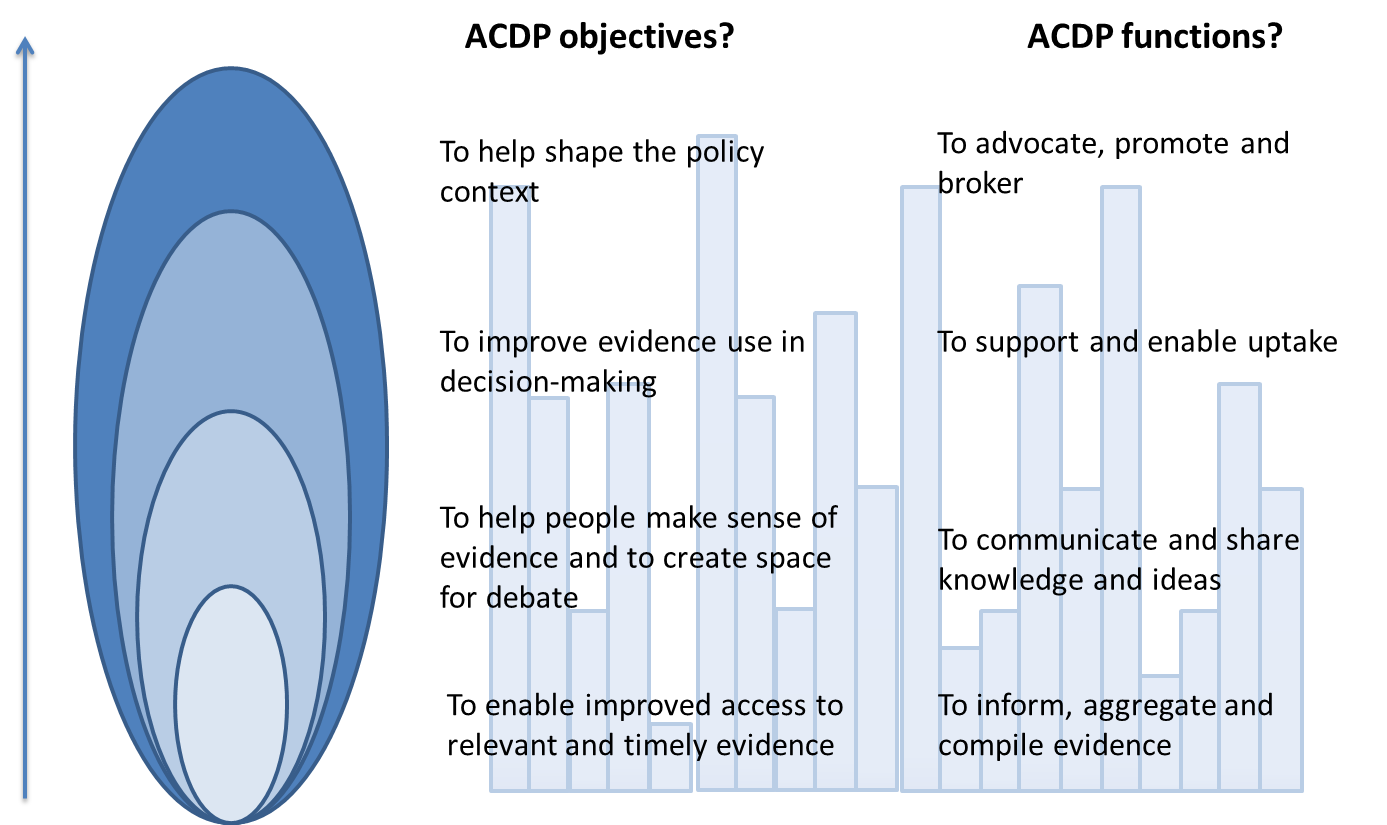 ACDP objectives?
ACDP functions?
To help shape the policy
context
To advocate, promote and
broker
To improve evidence use in
decision-making
To support and enable uptake
To help people make sense of
evidence and to create space
for debate
To communicate and share
knowledge and ideas
To enable improved access to
relevant and timely evidence
To inform, aggregate and
compile evidence